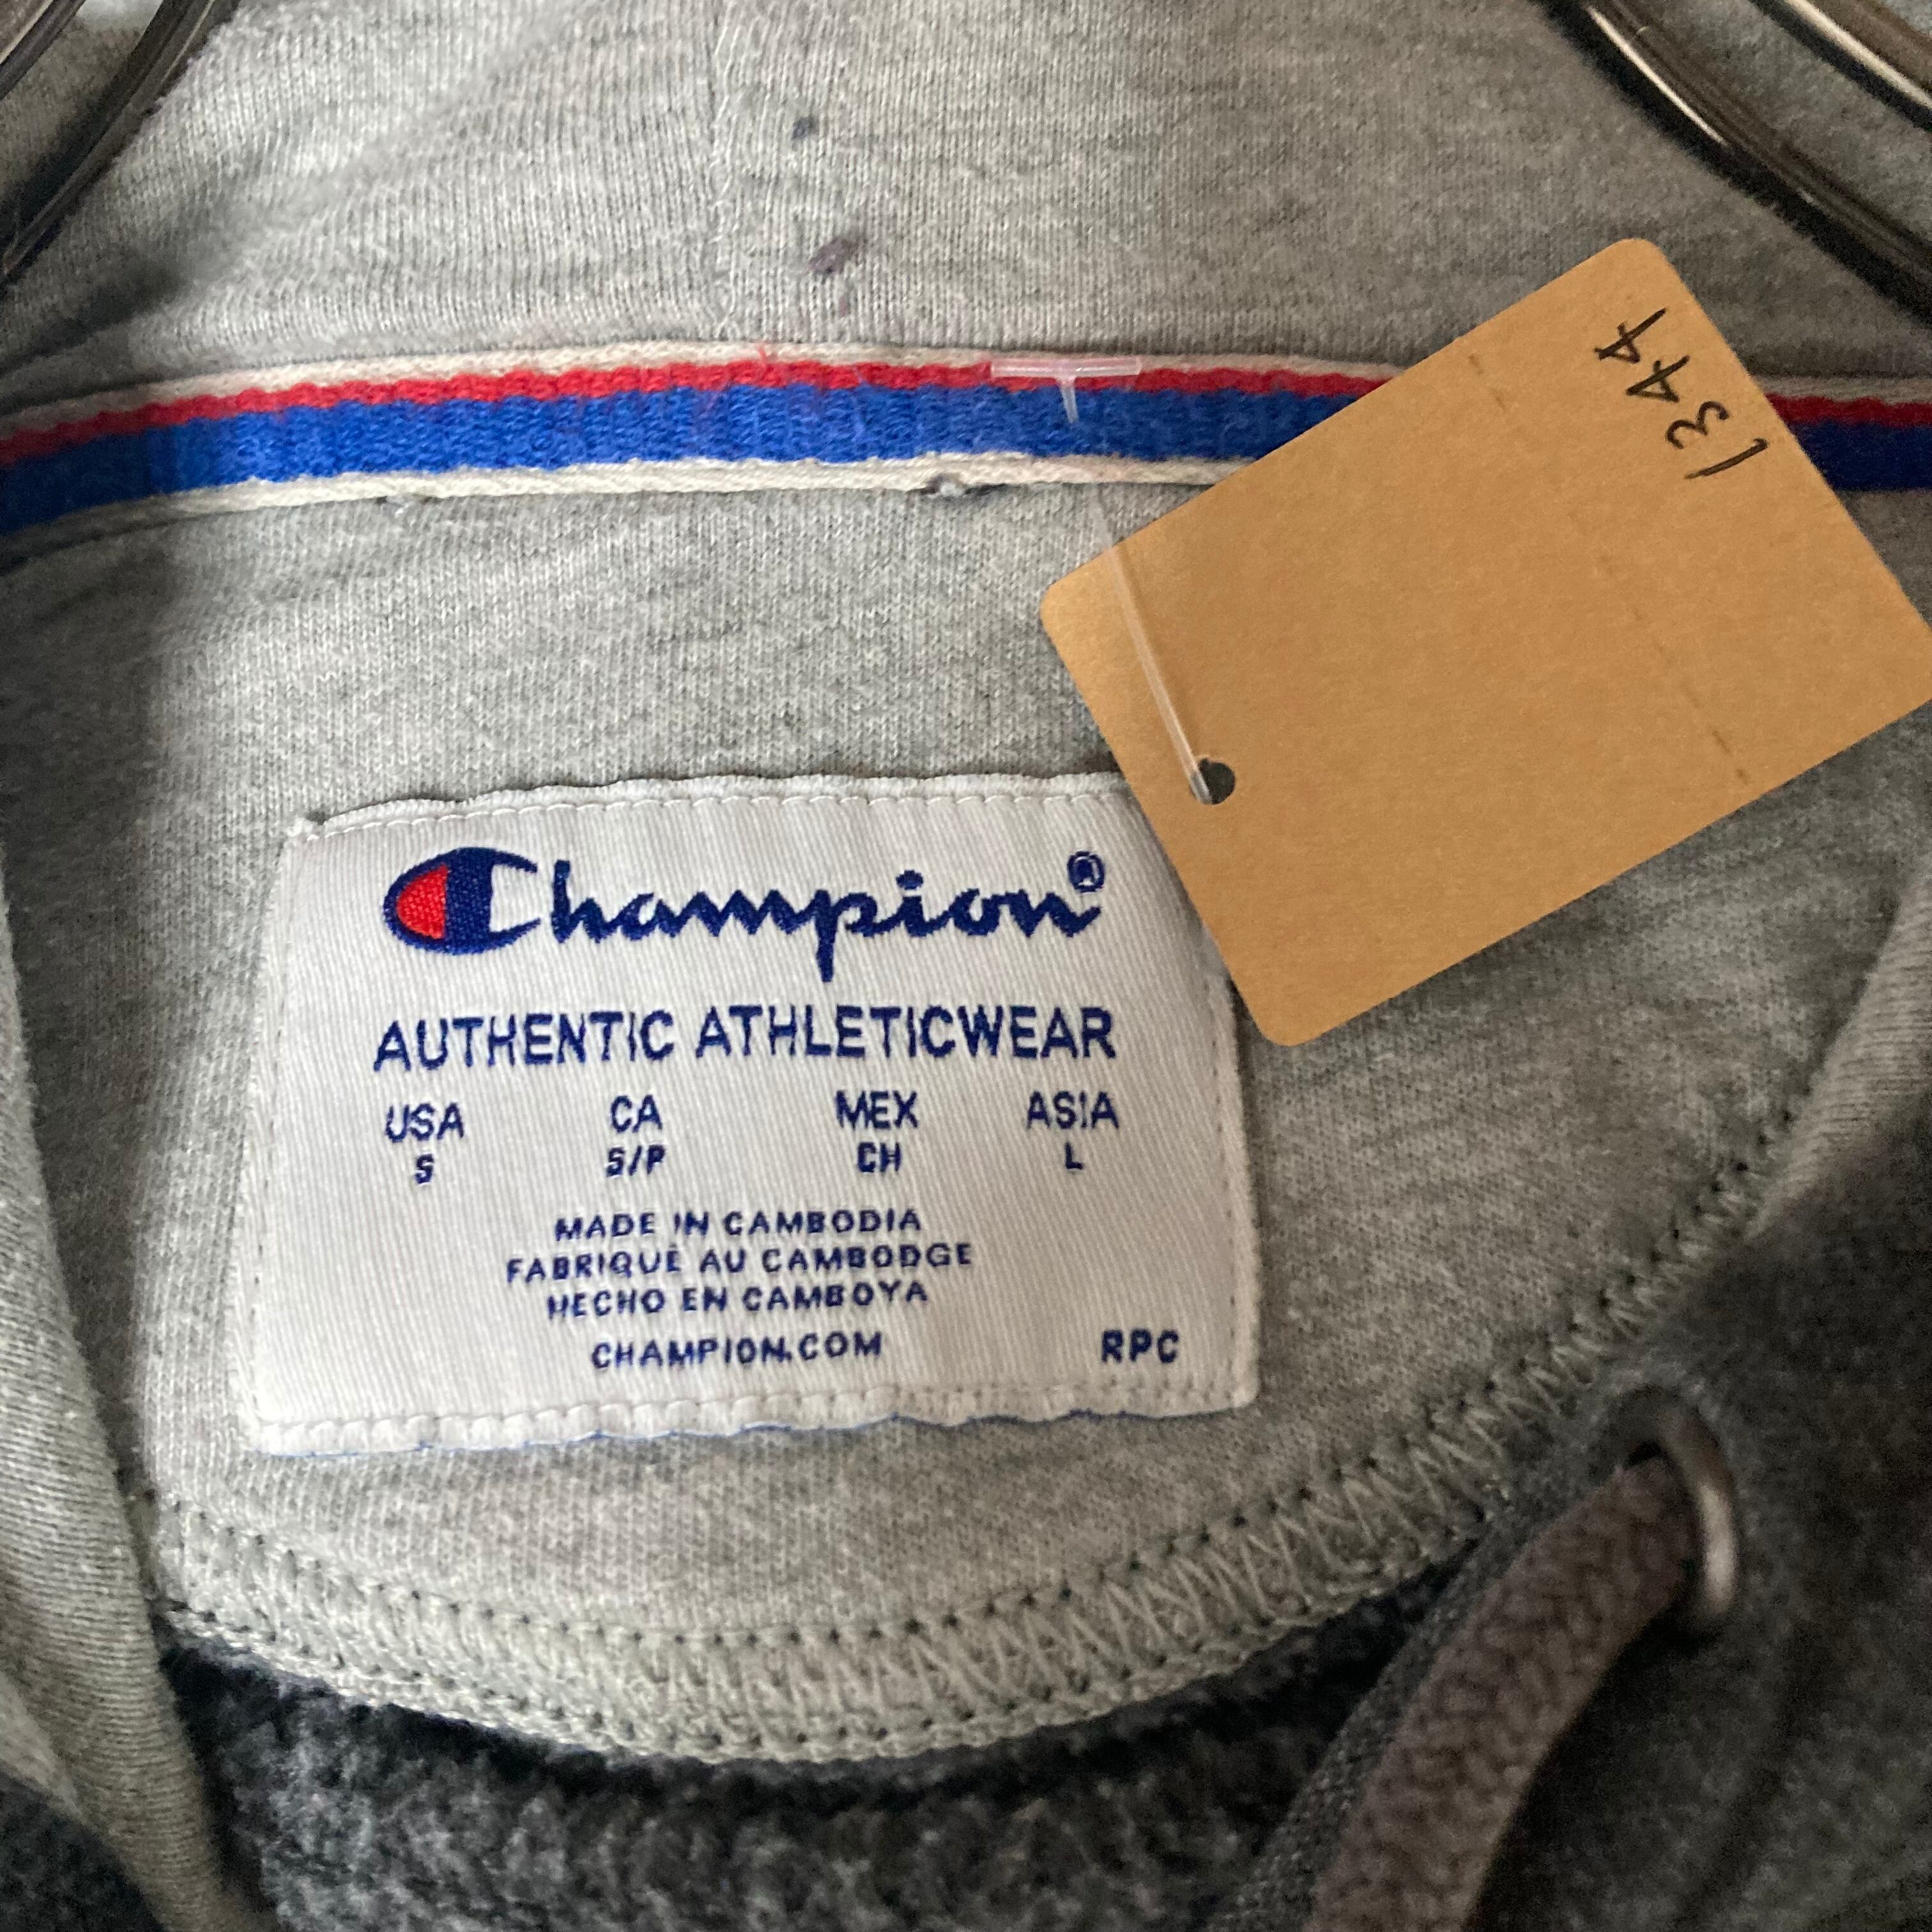 1344
Champion®
AUTHENTIC ATHLETICWEAR
USA CA MEX ASIA
S S/P CH L
MADE IN CAMBODIA
FABRIQUÉ AU CAMBODGE
HECHO EN CAMBOYA
CHAMPION.COM RPC